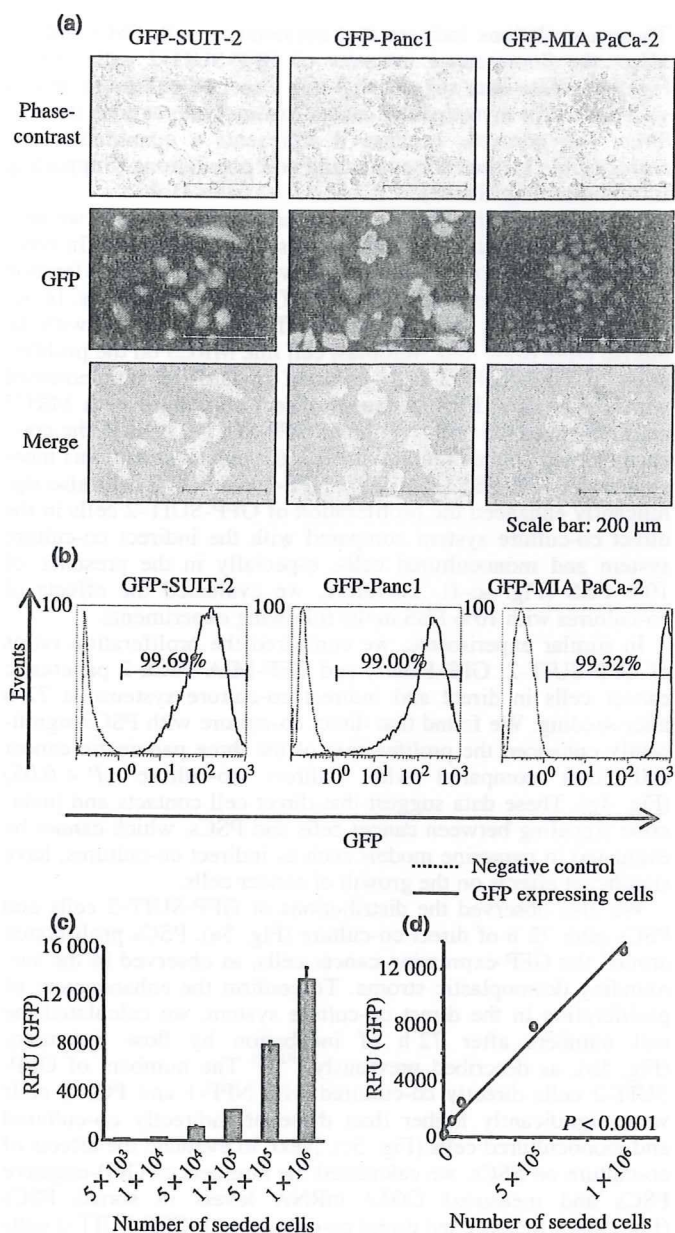 (a)
GFP-SUIT-2 GFP-Panc1 GFP-MIA PaCa-2
Phase-
contrast
GFP
Merge
Scale bar: 200 μm
(b)
GFP-SUIT-2 GFP-Panc1 GFP-MIA PaCa-2
Events
100 100 100
99.69% 99.00% 99.32%
10⁰ 10¹ 10² 10³ 10⁰ 10¹ 10² 10³ 10⁰ 10¹ 10² 10³
GFP
Negative control
GFP expressing cells
(c)
RFU (GFP)
16 000
12 000
8000
4000
0
5 × 10³ 1 × 10⁴ 5 × 10⁴ 1 × 10⁵ 5 × 10⁵ 1 × 10⁶
Number of seeded cells
(d)
RFU (GFP)
12 000
8000
4000
0
P < 0.0001
0 5 × 10⁵ 1 × 10⁶
Number of seeded cells